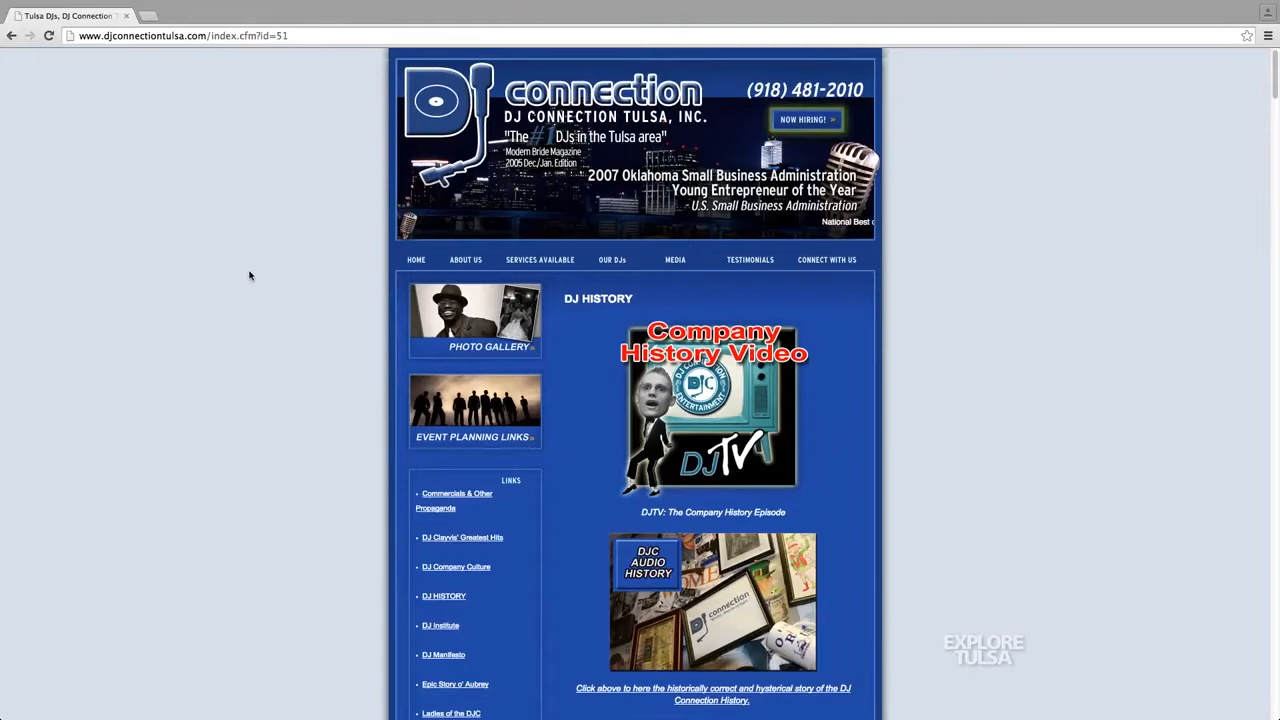 Tulsa DJs, DJ Connection T
www.djconnectiontulsa.com/index.cfm?id=51
DJ connection
DJ CONNECTION TULSA, INC.
"The #1 DJs in the Tulsa area"
Modern Bride Magazine
2005 Dec./Jan. Edition
(918) 481-2010
NOW HIRING! »
2007 Oklahoma Small Business Administration
Young Entrepreneur of the Year
- U.S. Small Business Administration
National Best
HOME ABOUT US SERVICES AVAILABLE OUR DJs MEDIA TESTIMONIALS CONNECT WITH US
PHOTO GALLERY»
EVENT PLANNING LINKS»
LINKS
• Commercials & Other
Propaganda
• DJ Clayvis' Greatest Hits
• DJ Company Culture
• DJ HISTORY
• DJ Institute
• DJ Manifesto
• Epic Story o' Aubrey
• Ladies of the DJC
DJ HISTORY
Company
History Video
DJ CONNECTION
DJC
ENTERTAINMENT
DJTV
DJTV: The Company History Episode
DJC
AUDIO
HISTORY
connection
Click above to here the historically correct and hysterical story of the DJ
Connection History.
EXPLORE
TULSA